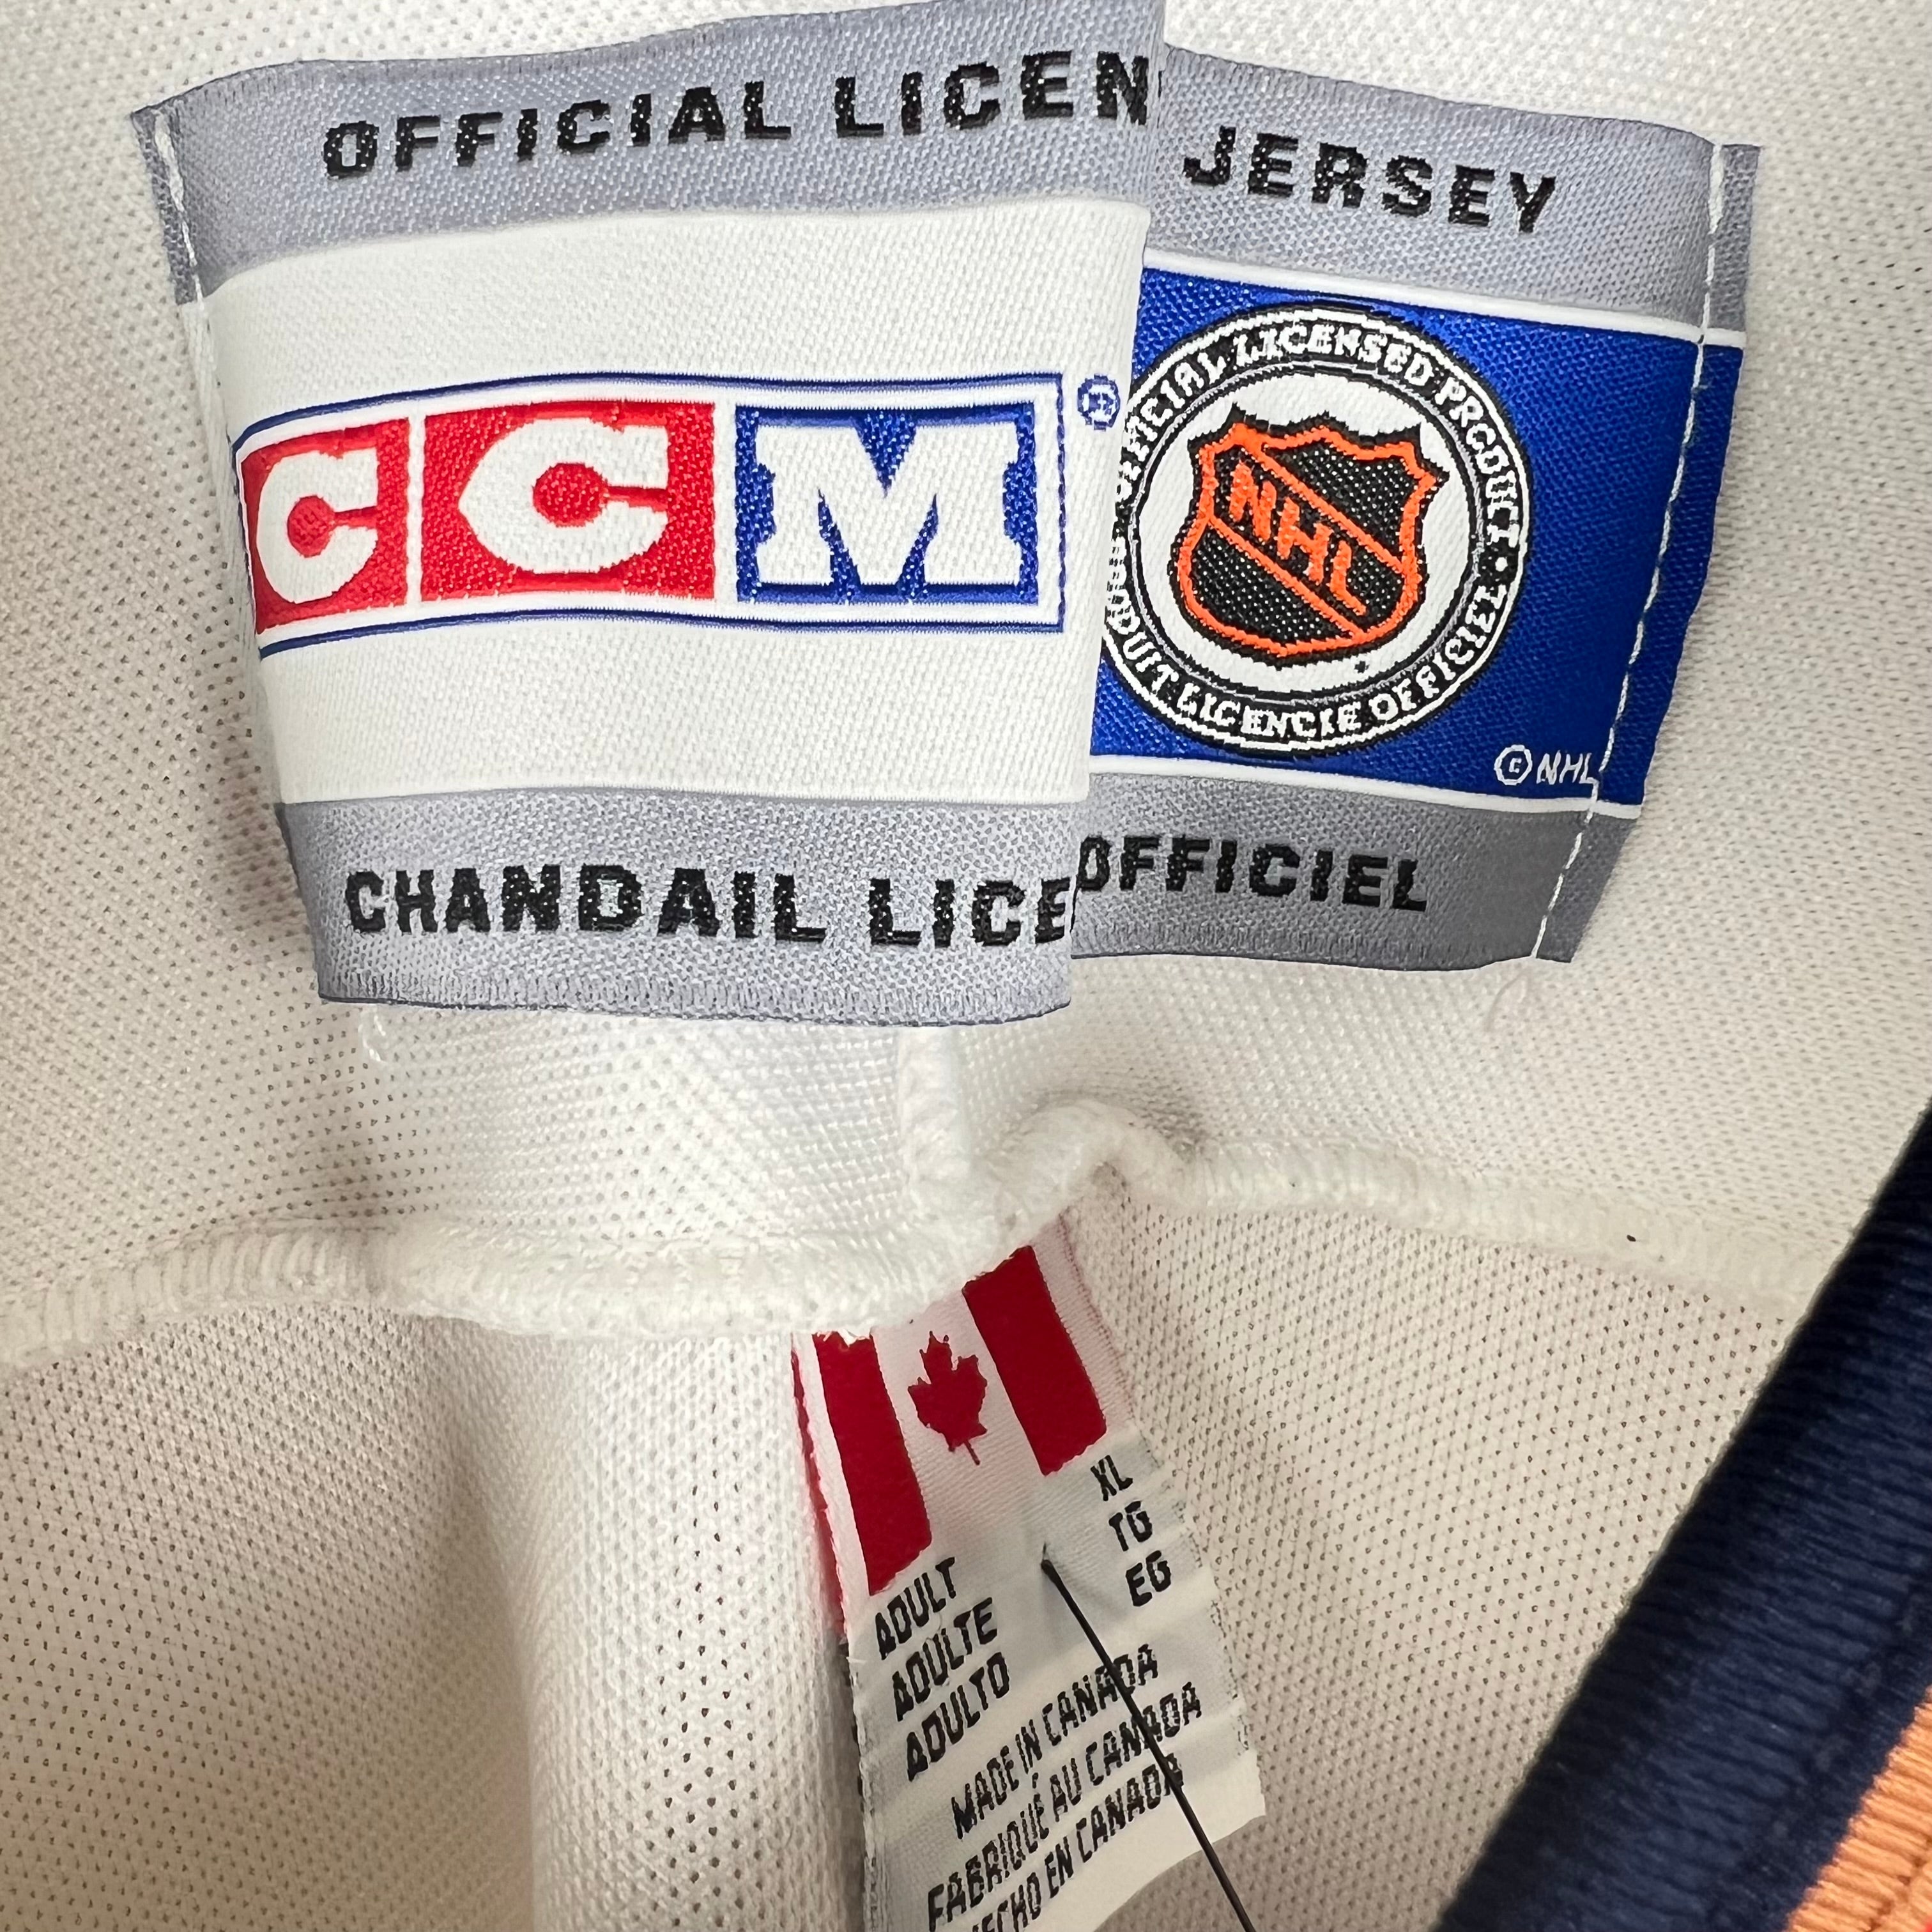 OFFICIAL LICEN
JERSEY
CCM®
OFFICIAL LICENSED PRODUCT •
NHL
PRODUIT LICENCIE OFFICIEL
©NHL
CHANDAIL LICE
OFFICIEL
XL
TG
EG
ADULT
ADULTE
ADULTO
MADE IN CANADA
FABRIQUÉ AU CANADA
HECHO EN CANADA